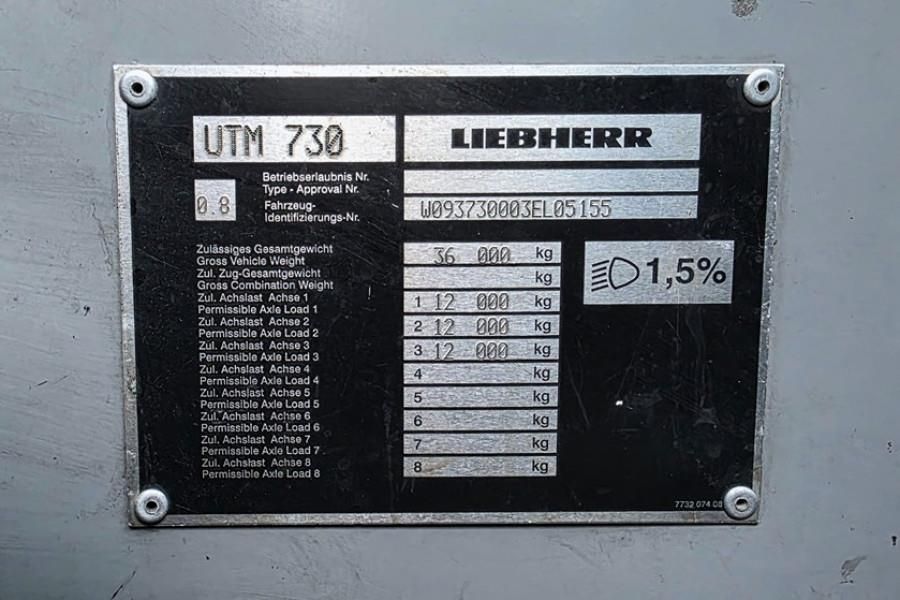 UTM 730 LIEBHERR
Betriebserlaubnis Nr.
Type - Approval Nr.
0.8 Fahrzeug- W093730003EL05155
Identifizierungs-Nr.
Zulässiges Gesamtgewicht 36 000 kg
Gross Vehicle Weight
Zul. Zug-Gesamtgewicht kg
Gross Combination Weight
1,5%
Zul. Achslast Achse 1 1 12 000 kg
Permissible Axle Load 1
Zul. Achslast Achse 2 2 12 000 kg
Permissible Axle Load 2
Zul. Achslast Achse 3 3 12 000 kg
Permissible Axle Load 3
Zul. Achslast Achse 4 4 kg
Permissible Axle Load 4
Zul. Achslast Achse 5 5 kg
Permissible Axle Load 5
Zul. Achslast Achse 6 6 kg
Permissible Axle Load 6
Zul. Achslast Achse 7 7 kg
Permissible Axle Load 7
Zul. Achslast Achse 8 8 kg
Permissible Axle Load 8
7732 074 08